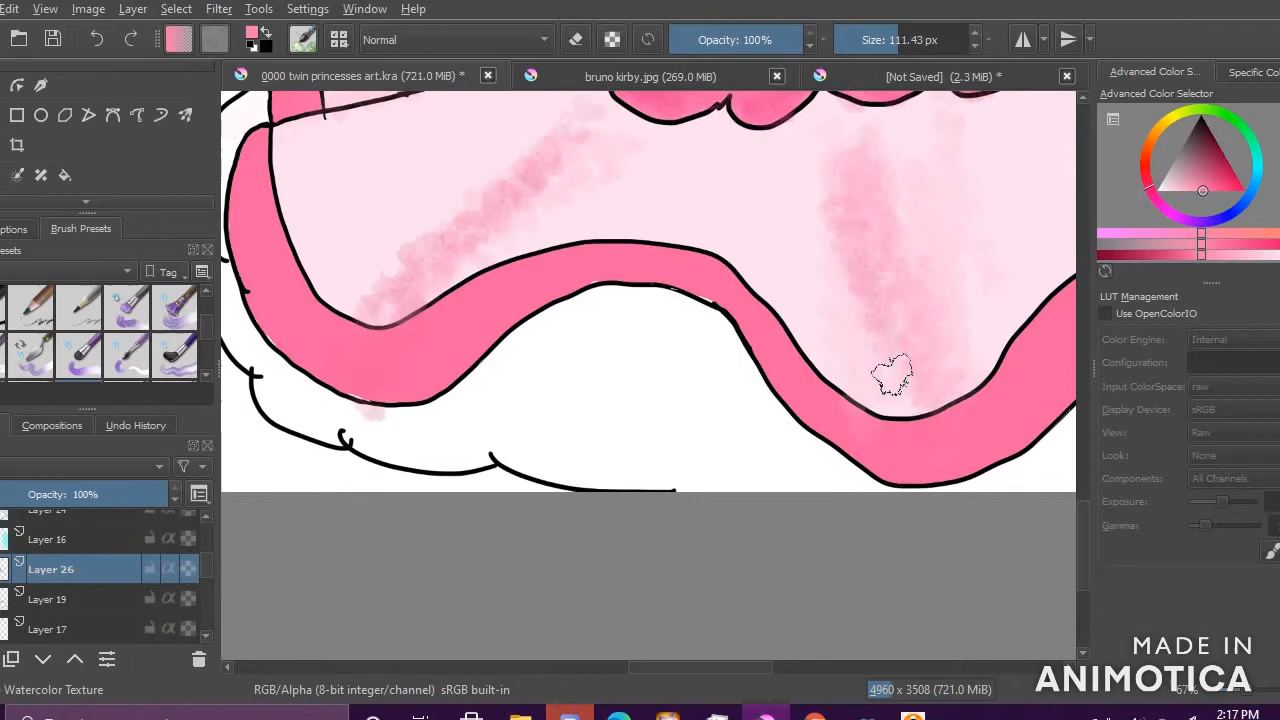 Edit View Image Layer Select Filter Tools Settings Window Help
Normal Opacity: 100% Size: 111.43 px
0000 twin princesses art.kra (721.0 MiB) * bruno kirby.jpg (269.0 MiB) [Not Saved] (2.3 MiB) * Advanced Color S... Specific Co
Advanced Color Selector
ptions Brush Presets
esets
Tag
LUT Management
Use OpenColorIO
Color Engine: Internal
Configuration:
Input ColorSpace: raw
Display Device: sRGB
View: Raw
Look: None
Components: All Channels
Exposure:
Gamma:
Compositions Undo History
Opacity: 100%
Layer 24
Layer 16
Layer 26
Layer 19
Layer 17
Watercolor Texture RGB/Alpha (8-bit integer/channel) sRGB built-in 4960 x 3508 (721.0 MiB) 67%
MADE IN
ANIMOTICA
2:17 PM